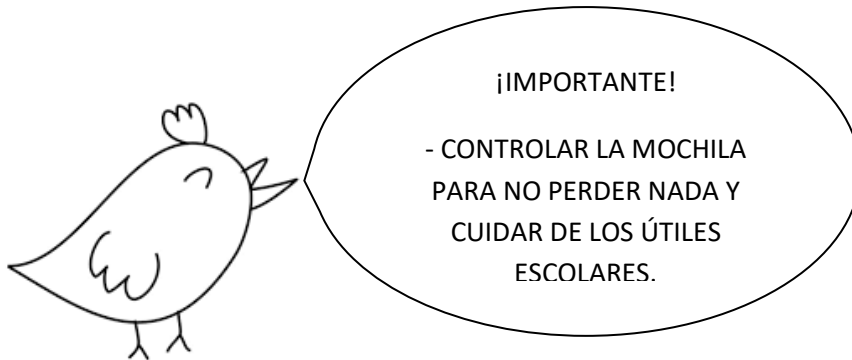 ¡IMPORTANTE!
- CONTROLAR LA MOCHILA
PARA NO PERDER NADA Y
CUIDAR DE LOS ÚTILES
ESCOLARES.